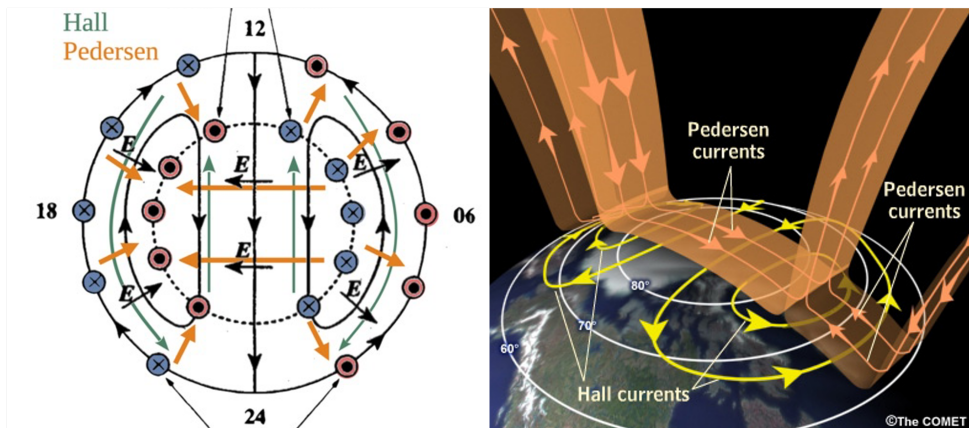 Hall
Pedersen
12
E
E
E
18
06
E
E
E
24
Pedersen
currents
Pedersen
currents
80°
70°
60°
Hall currents
©The COMET